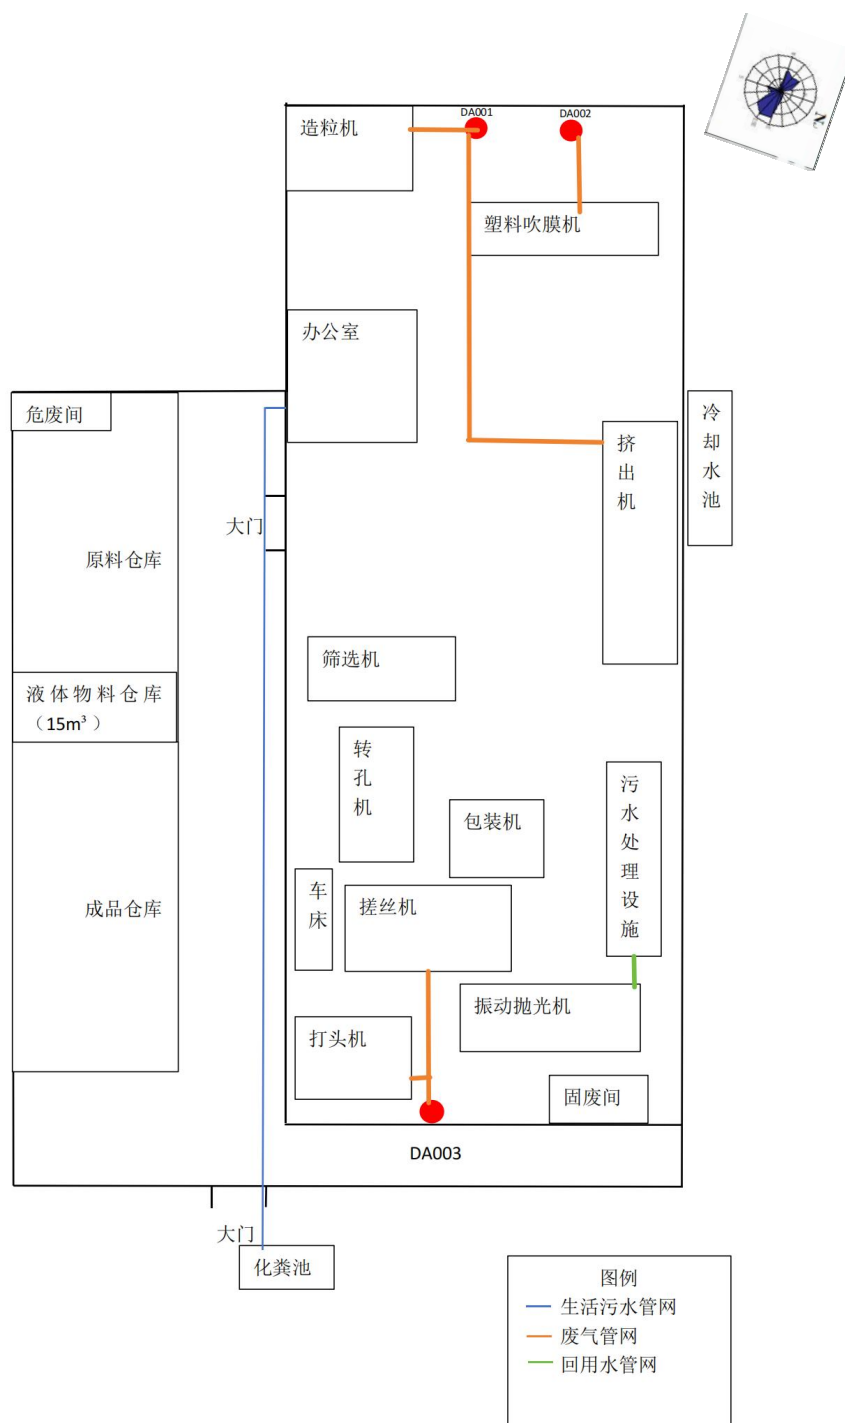 N
DA001
DA002
造粒机
塑料吹膜机
办公室
危废间
冷却水池
挤出机
大门
原料仓库
筛选机
液体物料仓库
（15m³）
转孔机
污水处理设施
包装机
车床
搓丝机
成品仓库
振动抛光机
打头机
固废间
DA003
大门
化粪池
图例
生活污水管网
废气管网
回用水管网